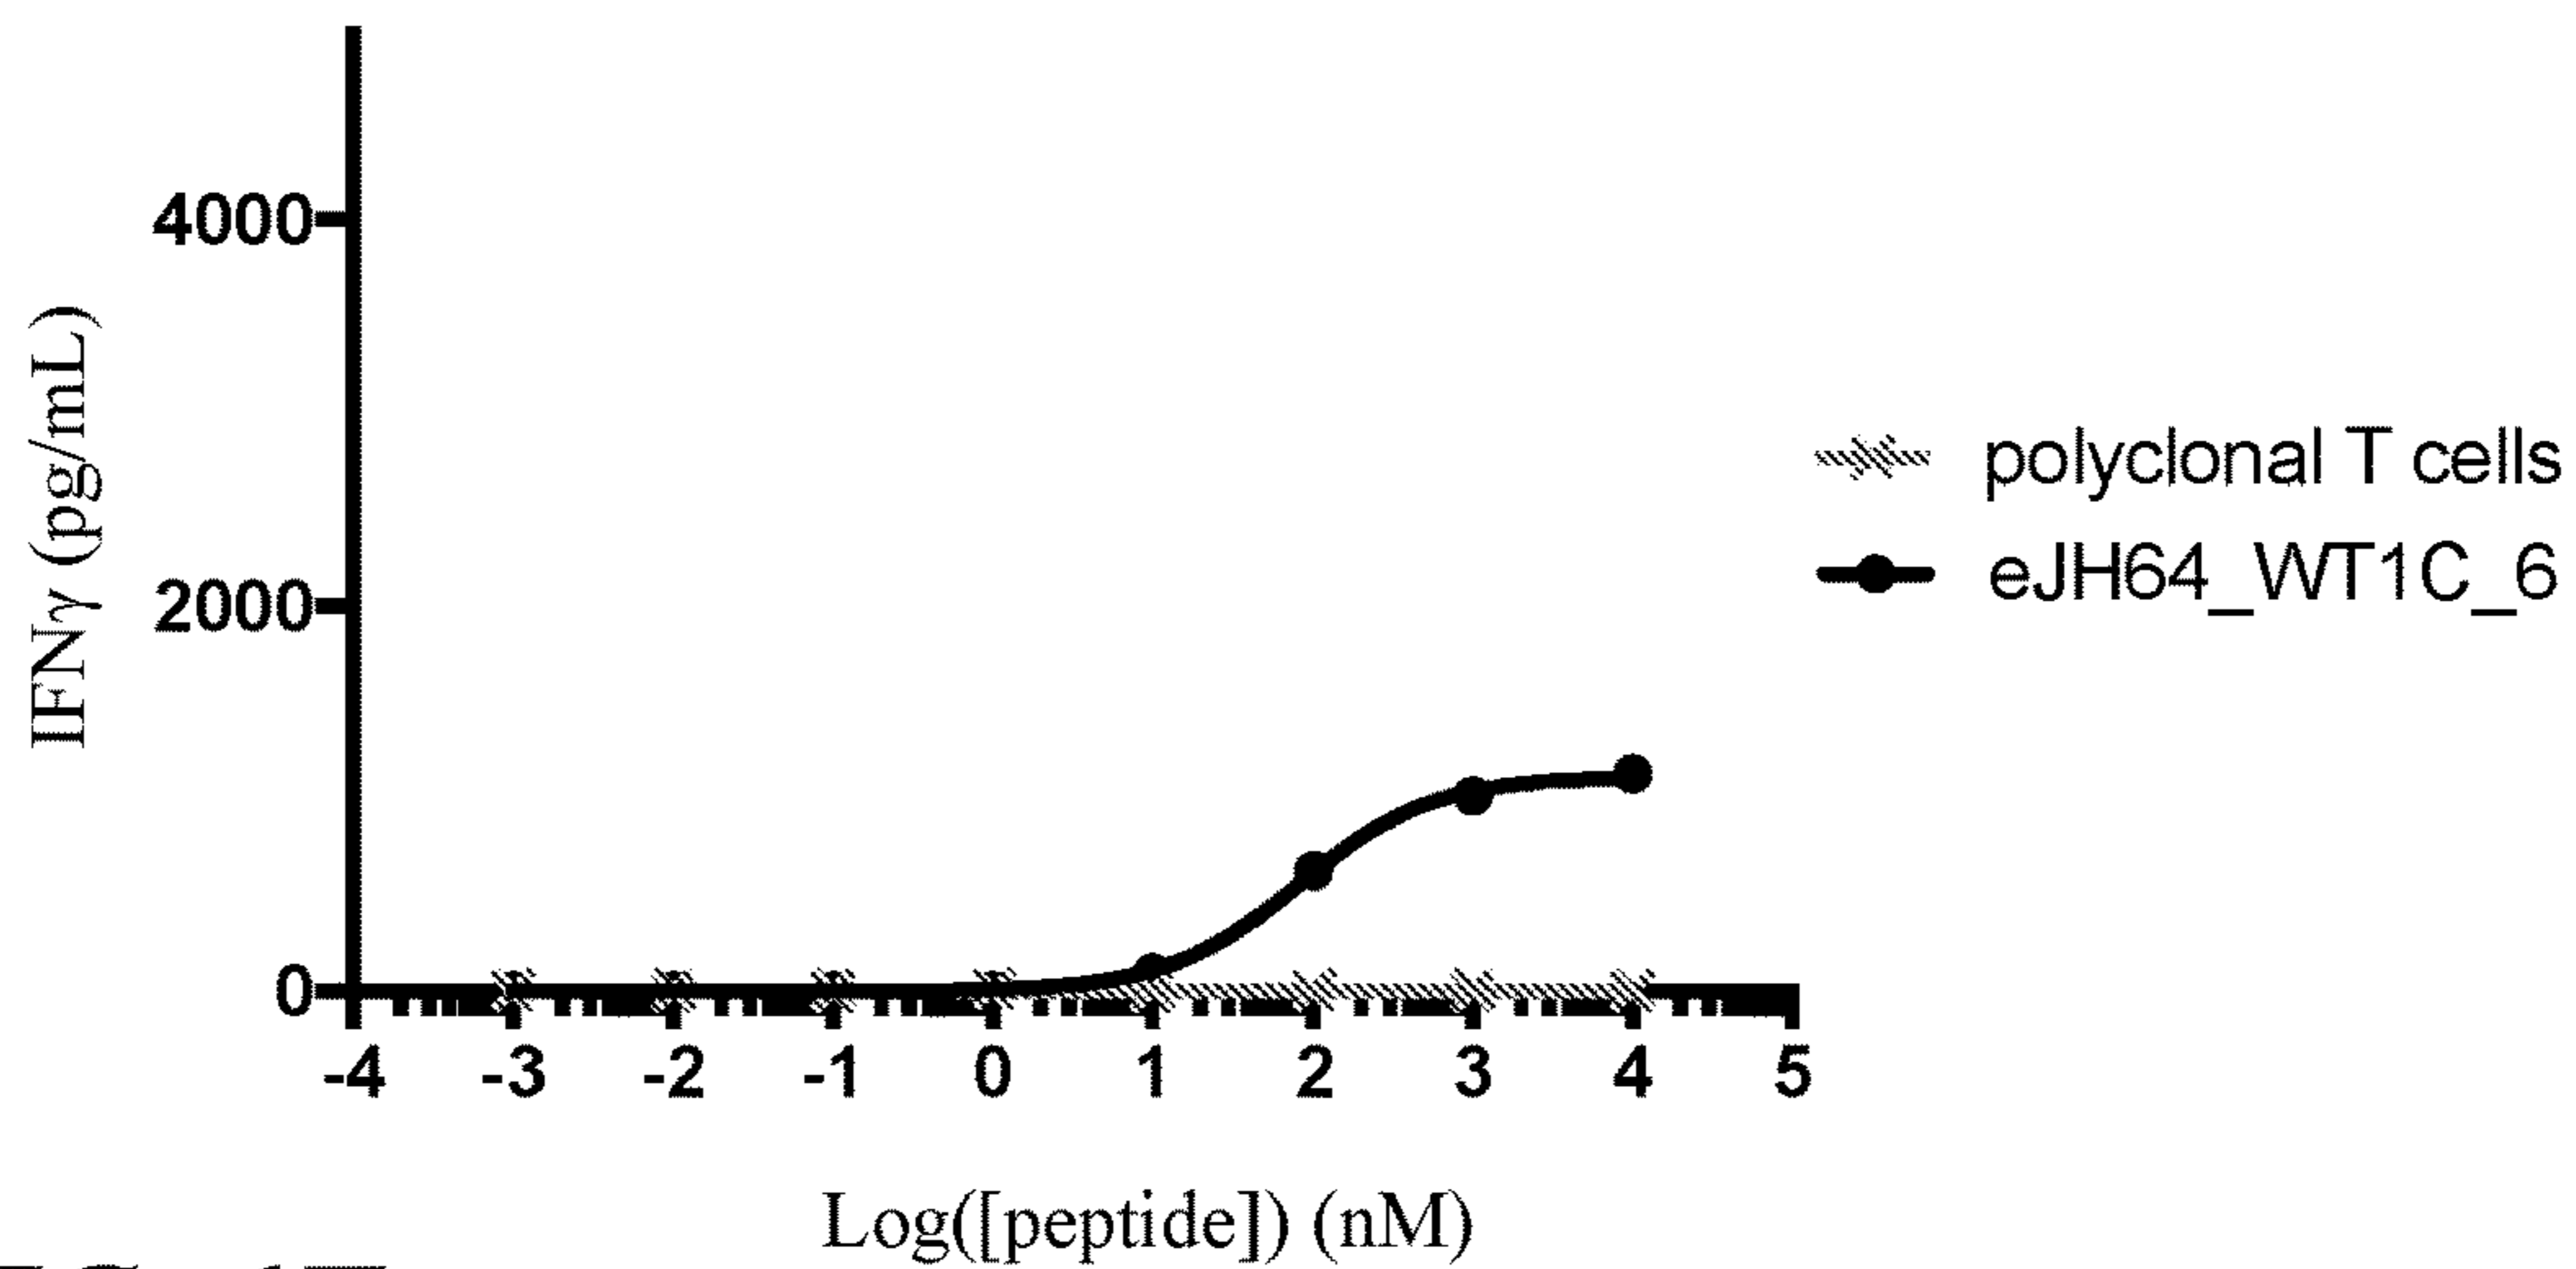 4000
2000
0
IFNγ (pg/mL)
polyclonal T cells
eJH64_WT1C_6
-4 -3 -2 -1 0 1 2 3 4 5
Log([peptide]) (nM)